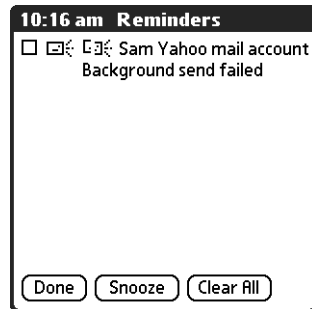 10:16 am Reminders
Sam Yahoo mail account
Background send failed
Done Snooze Clear All